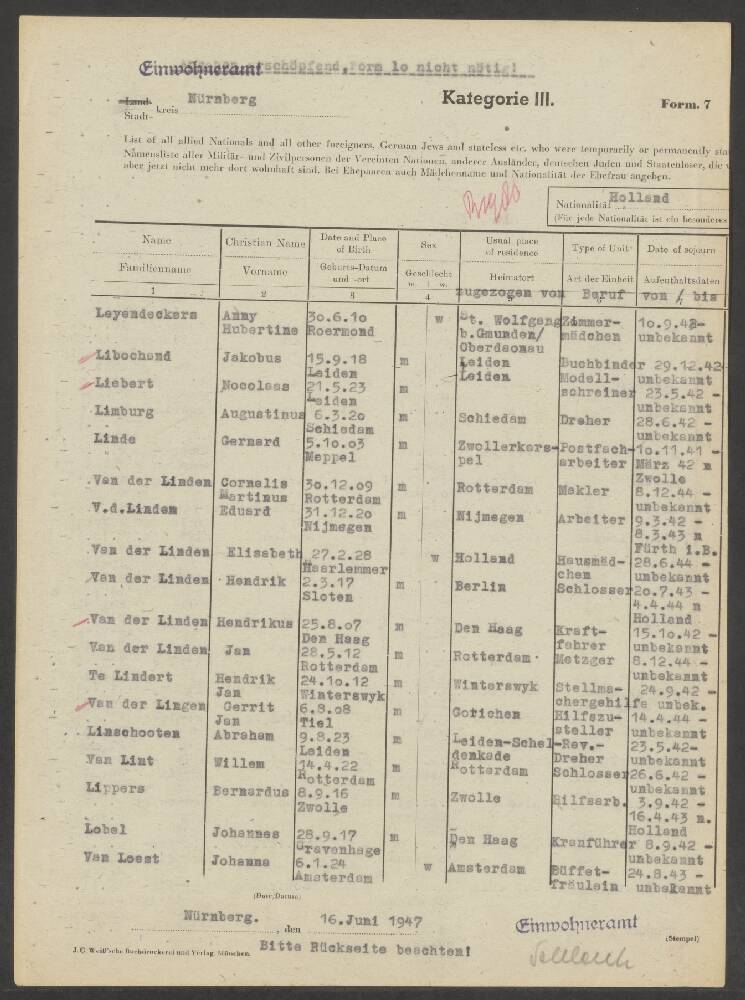 Einwohneramt erschöpfend, Form lo nicht nötig!
Land-
Stadt- kreis Nürnberg
Kategorie III.
Form. 7
List of all allied Nationals and all other foreigners, German Jews and stateless etc. who were temporarily or permanently sta
Namensliste aller Militär- und Zivilpersonen der Vereinten Nationen, anderer Ausländer, deutschen Juden und Staatenloser, die
aber jetzt nicht mehr dort wohnhaft sind. Bei Ehepaaren auch Mädchenname und Nationalität der Ehefrau angeben.
Nationalität Holland
(Für jede Nationalität ist ein besonderes
Name Christian Name Date and Place of Birth Sex Usual place of residence Type of Unit Date of sojourn
Familienname Vorname Geburts-Datum und -ort Geschlecht m. w. Heimatort Art der Einheit Aufenthaltsdaten
1 2 3 4 zugezogen von Beruf von / bis
Leyendeckers Anny 30.6.10 w St. Wolfgang Zimmer- 10.9.42-
Hubertine Roermond b.Gmunden/ mädchen unbekannt
Oberdaonau
Libochand Jakobus 15.9.18 m Leiden Buchbinder 29.12.42
Leiden
Liebert Nocolaas 21.5.23 m Leiden Modell- unbekannt
Leiden schreiner 23.5.42 -
unbekannt
Limburg Augustinus 6.3.20 m Schiedam Dreher 28.6.42 -
Schiedam unbekannt
Linde Gernard 5.10.03 m Zwollerkars- Postfach- 10.11.41 -
Meppel pel arbeiter März 42 n
Zwolle
Van der Linden Cornelis 30.12.09 m Rotterdam Makler 8.12.44 -
Martinus Rotterdam unbekannt
V.d.Linden Eduard 31.12.20 m Nijmegen Arbeiter 9.3.42 -
Nijmegen 8.3.43 n
Fürth i.B.
Van der Linden Elisabeth 27.2.28 w Holland Hausmäd- 28.6.44 -
Haarlemmer chen unbekannt
Van der Linden Hendrik 2.3.17 m Berlin Schlosser 20.7.43 -
Sloten 4.4.44 n
Holland
Van der Linden Hendrikus 25.8.07 m Den Haag Kraft- 15.10.42 -
Den Haag fahrer unbekannt
Van der Linden Jan 28.5.12 m Rotterdam Metzger 8.12.44 -
Rotterdam unbekannt
Te Lindert Hendrik 24.10.12 m Winterswyk Stellma- 24.9.42 -
Jan Winterswyk chergehilfe unbek.
Van der Lingen Gerrit 6.8.08 m Gorichen Hilfszu- 14.4.44 -
Jan Tiel steller unbekannt
Linschooten Abraham 9.8.23 m Leiden-Schel- Rev.- 23.5.42-
Leiden denkade Dreher unbekannt
Van Lint Willem 14.4.22 m Rotterdam Schlosser 26.6.42 -
Rotterdam unbekannt
Lippers Bernardus 8.9.16 m Zwolle Hilfsarb. 3.9.42 -
Zwolle 16.4.43 n.
Holland
Lobel Johannes 28.9.17 m Den Haag Kranführer 8.9.42 -
Gravenhage unbekannt
Van Loest Johanna 6.1.24 w Amsterdam Büffet- 24.8.43 -
Amsterdam fräulein unbekannt
(Date/Datum)
Nürnberg. , den 16.Juni 1947
Einwohneramt
(Stempel)
J.G. Weiß'sche Buchdruckerei und Verlag München.
Bitte Rückseite beachten!